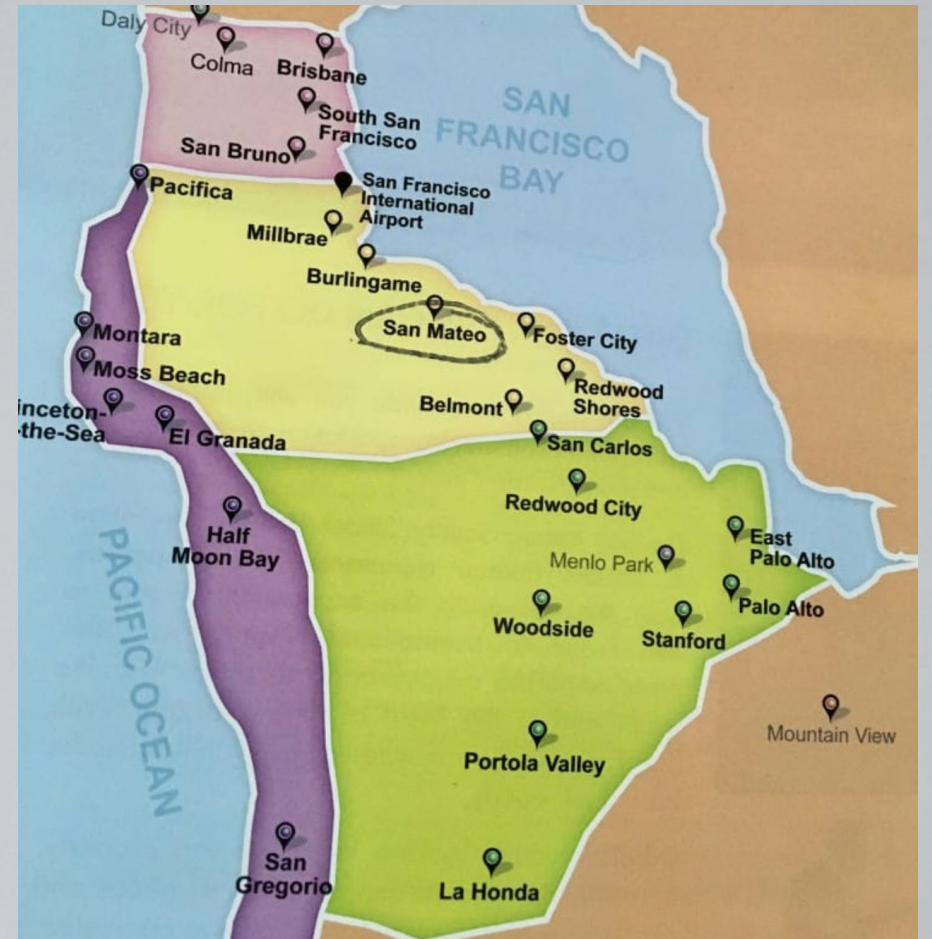 Daly City
Colma
Brisbane
SAN
FRANCISCO
BAY
South San
Francisco
San Bruno
Pacifica
San Francisco
International
Airport
Millbrae
Burlingame
San Mateo
Foster City
Montara
Moss Beach
Redwood
Shores
Belmont
inceton-
-the-Sea
El Granada
San Carlos
Redwood City
Half
Moon Bay
East
Palo Alto
Menlo Park
Palo Alto
Woodside
Stanford
PACIFIC OCEAN
Mountain View
Portola Valley
San
Gregorio
La Honda